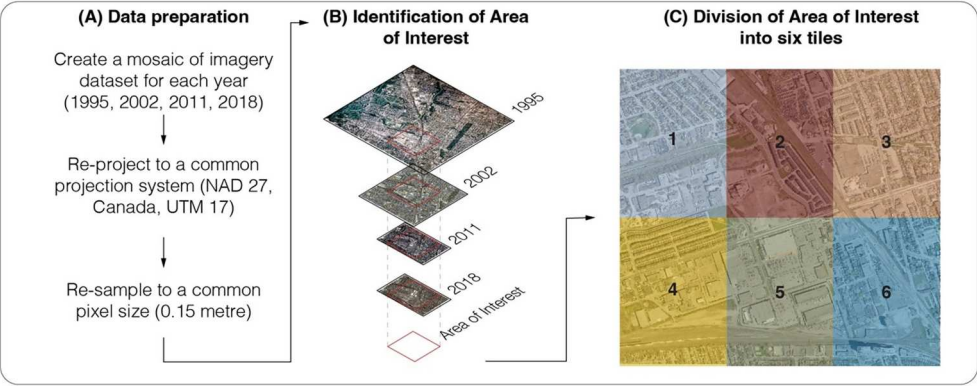 (A) Data preparation
Create a mosaic of imagery
dataset for each year
(1995, 2002, 2011, 2018)
Re-project to a common
projection system (NAD 27,
Canada, UTM 17)
Re-sample to a common
pixel size (0.15 metre)
(B) Identification of Area
of Interest
1995
2002
2011
2018
Area of Interest
(C) Division of Area of Interest
into six tiles
1
2
3
4
5
6